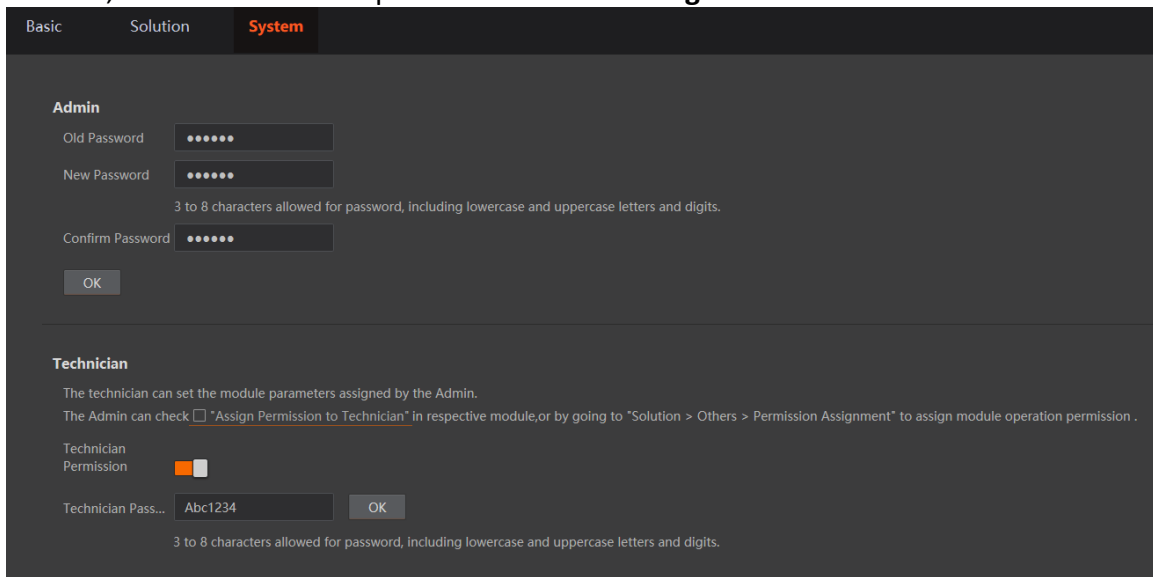 Basic Solution System
Admin
Old Password ●●●●●●
New Password ●●●●●●
3 to 8 characters allowed for password, including lowercase and uppercase letters and digits.
Confirm Password ●●●●●●
OK
Technician
The technician can set the module parameters assigned by the Admin.
The Admin can check "Assign Permission to Technician" in respective module,or by going to "Solution > Others > Permission Assignment" to assign module operation permission .
Technician
Permission
Technician Pass... Abc1234 OK
3 to 8 characters allowed for password, including lowercase and uppercase letters and digits.